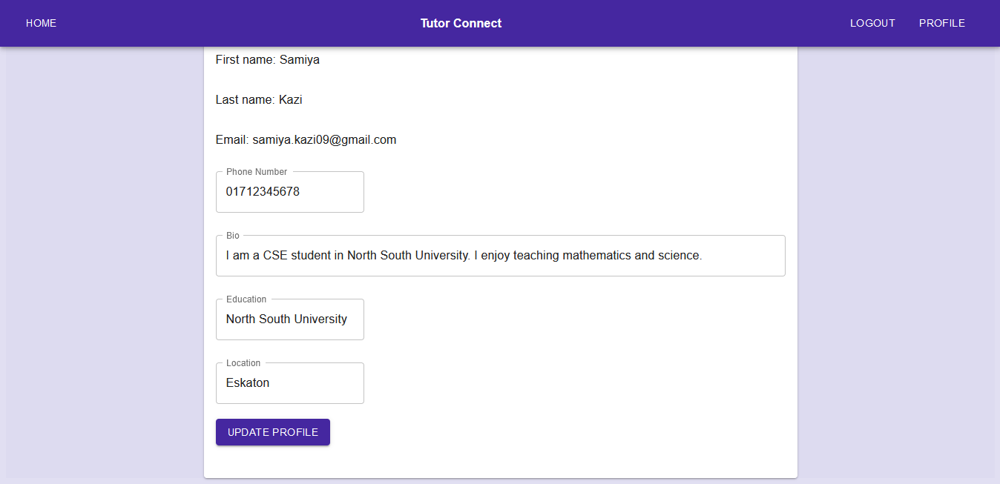 HOME
Tutor Connect
LOGOUT
PROFILE
First name: Samiya
Last name: Kazi
Email: samiya.kazi09@gmail.com
Phone Number
01712345678
Bio
I am a CSE student in North South University. I enjoy teaching mathematics and science.
Education
North South University
Location
Eskaton
UPDATE PROFILE